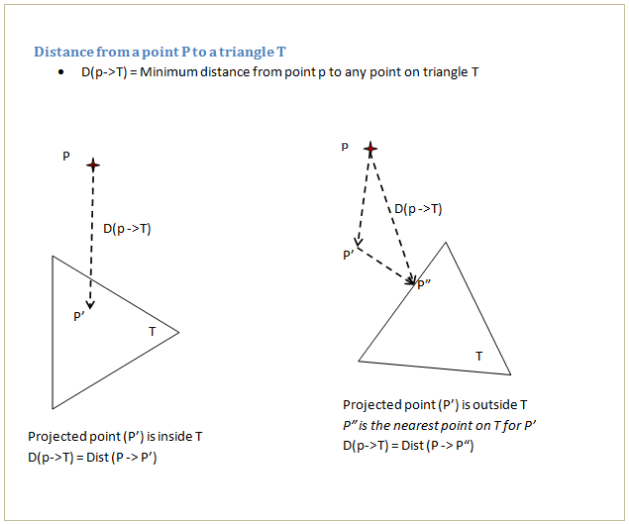 Distance from a point P to a triangle T
• D(p->T) = Minimum distance from point p to any point on triangle T
P
D(p->T)
P’
T
Projected point (P’) is inside T
D(p->T) = Dist (P -> P’)
P
D(p->T)
P’
P”
T
Projected point (P’) is outside T
P” is the nearest point on T for P’
D(p->T) = Dist (P -> P“)